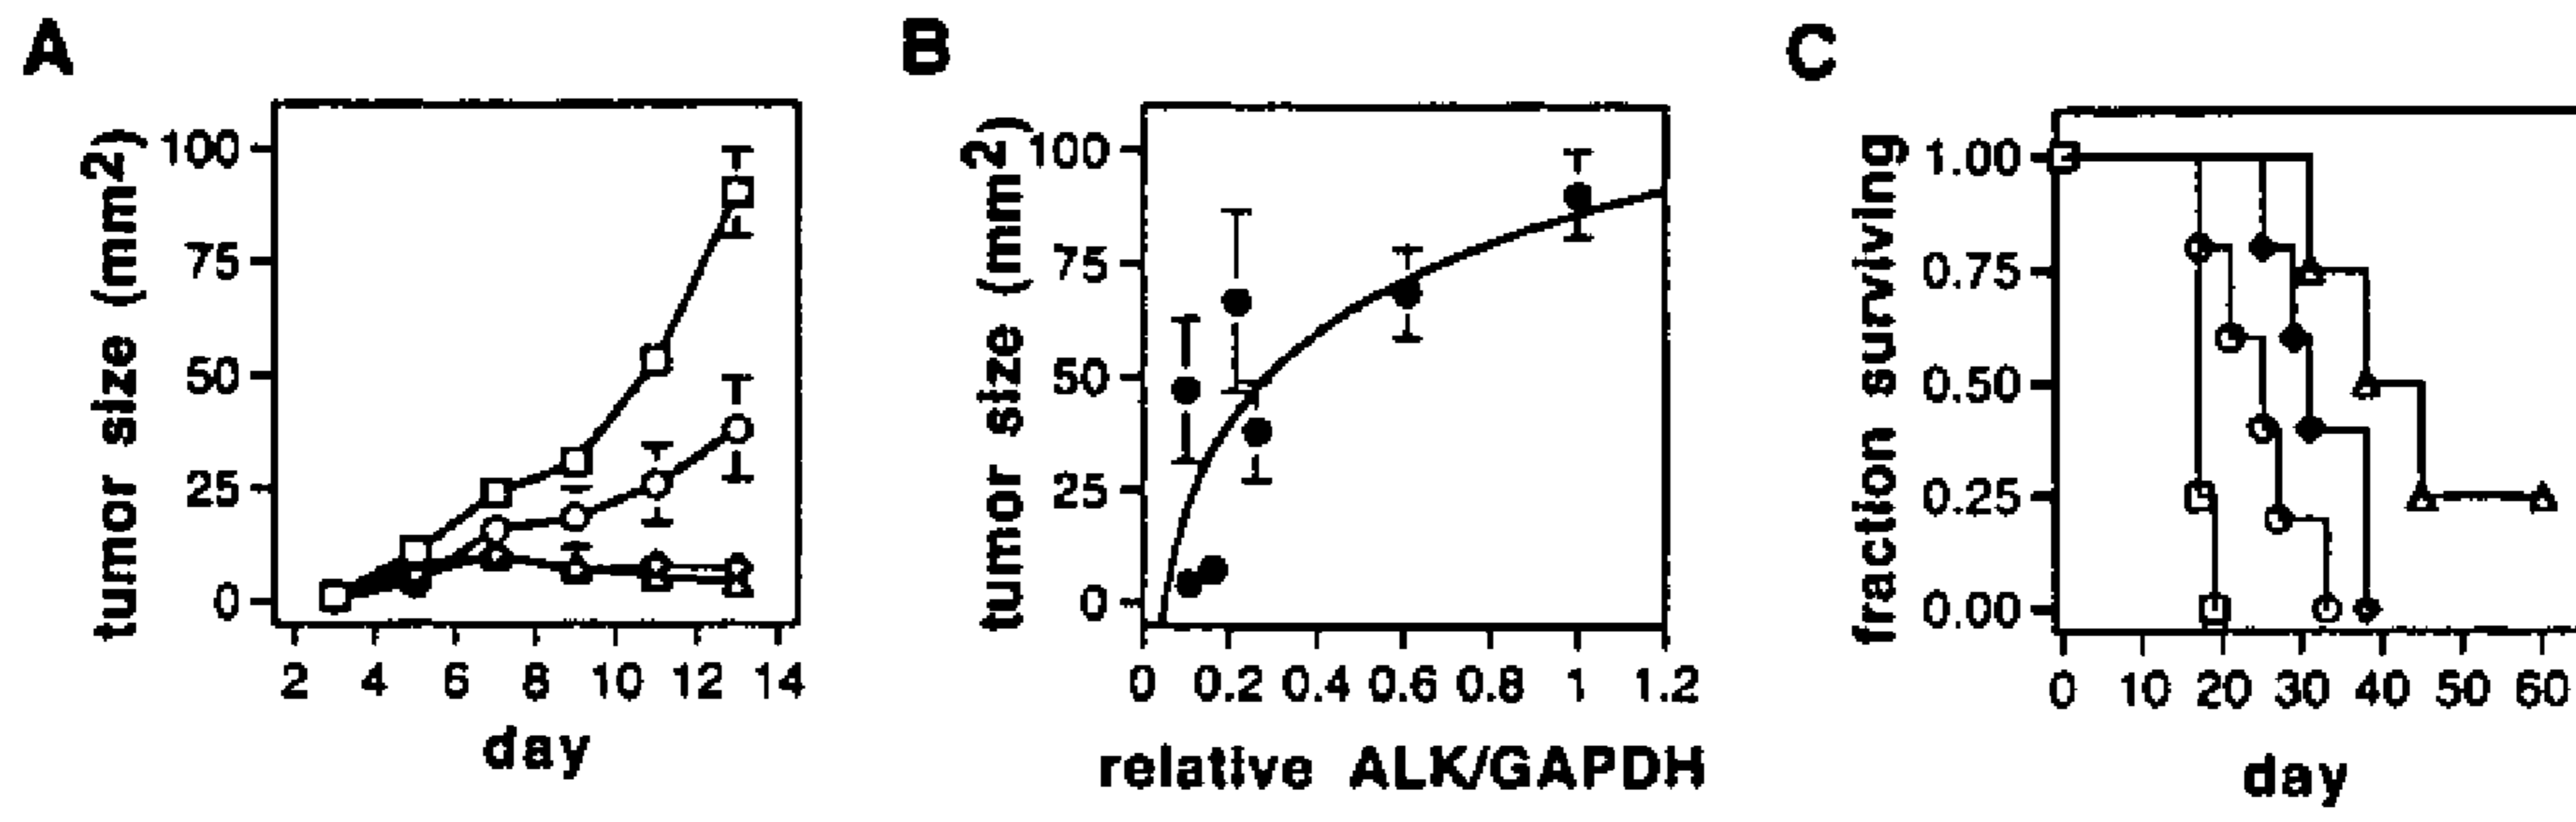 A
tumor size (mm2)
100
75
50
25
0
2 4 6 8 10 12 14
day
B
tumor size (mm2)
100
75
50
25
0
0 0.2 0.4 0.6 0.8 1 1.2
relative ALK/GAPDH
C
fraction surviving
1.00
0.75
0.50
0.25
0.00
0 10 20 30 40 50 60
day